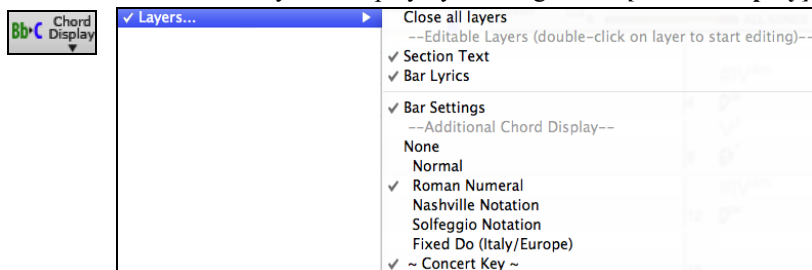 Bb•C Chord Display
✓ Layers...
Close all layers
--Editable Layers (double-click on layer to start editing)--
✓ Section Text
✓ Bar Lyrics
✓ Bar Settings
--Additional Chord Display--
None
Normal
✓ Roman Numeral
Nashville Notation
Solfeggio Notation
Fixed Do (Italy/Europe)
✓ ~ Concert Key ~